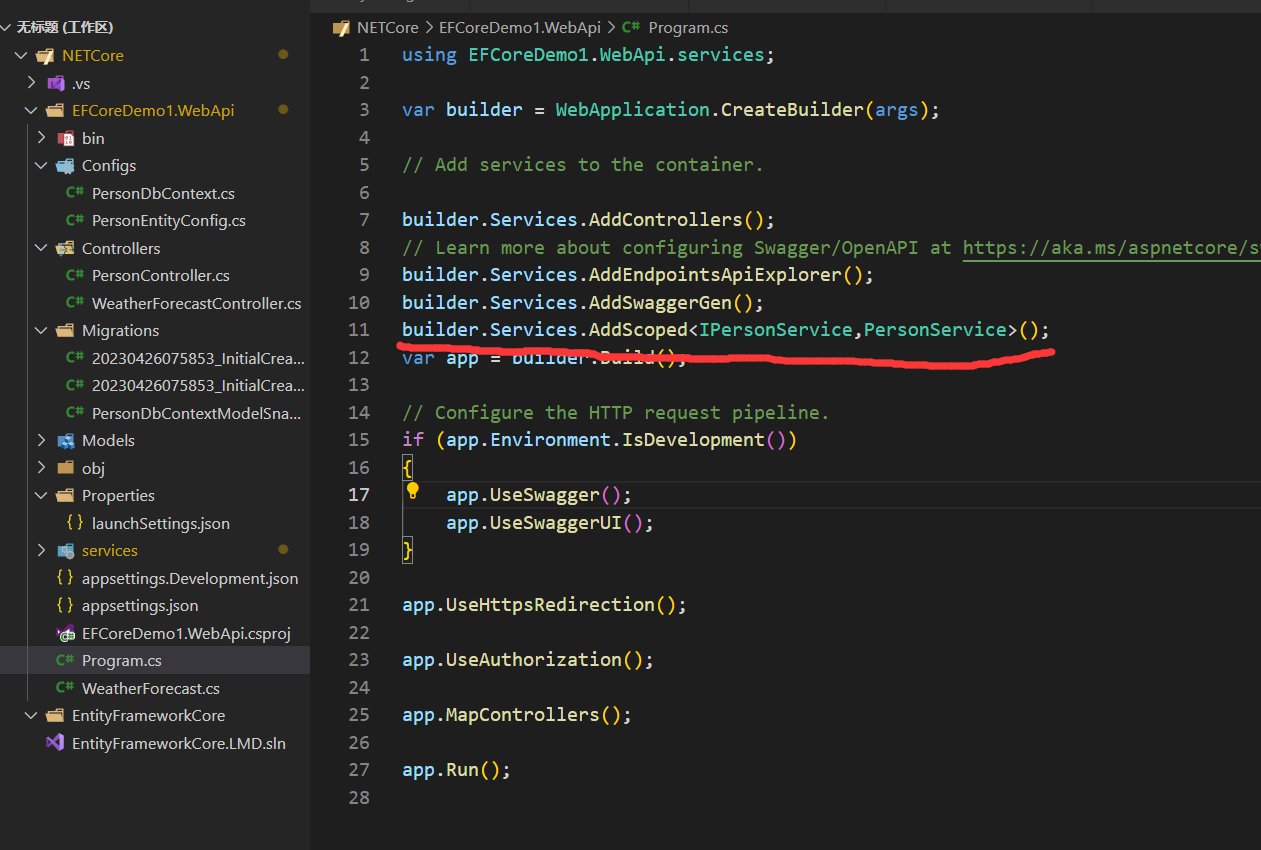 无标题 (工作区)
NETCore
.vs
EFCoreDemo1.WebApi
bin
Configs
PersonDbContext.cs
PersonEntityConfig.cs
Controllers
PersonController.cs
WeatherForecastController.cs
Migrations
20230426075853_InitialCrea...
20230426075853_InitialCrea...
PersonDbContextModelSna...
Models
obj
Properties
launchSettings.json
services
appsettings.Development.json
appsettings.json
EFCoreDemo1.WebApi.csproj
Program.cs
WeatherForecast.cs
EntityFrameworkCore
EntityFrameworkCore.LMD.sln
NETCore > EFCoreDemo1.WebApi > C# Program.cs
1 using EFCoreDemo1.WebApi.services;
2
3 var builder = WebApplication.CreateBuilder(args);
4
5 // Add services to the container.
6
7 builder.Services.AddControllers();
8 // Learn more about configuring Swagger/OpenAPI at https://aka.ms/aspnetcore/s
9 builder.Services.AddEndpointsApiExplorer();
10 builder.Services.AddSwaggerGen();
11 builder.Services.AddScoped<IPersonService,PersonService>();
12 var app = builder.Build();
13
14 // Configure the HTTP request pipeline.
15 if (app.Environment.IsDevelopment())
16 {
17 app.UseSwagger();
18 app.UseSwaggerUI();
19 }
20
21 app.UseHttpsRedirection();
22
23 app.UseAuthorization();
24
25 app.MapControllers();
26
27 app.Run();
28